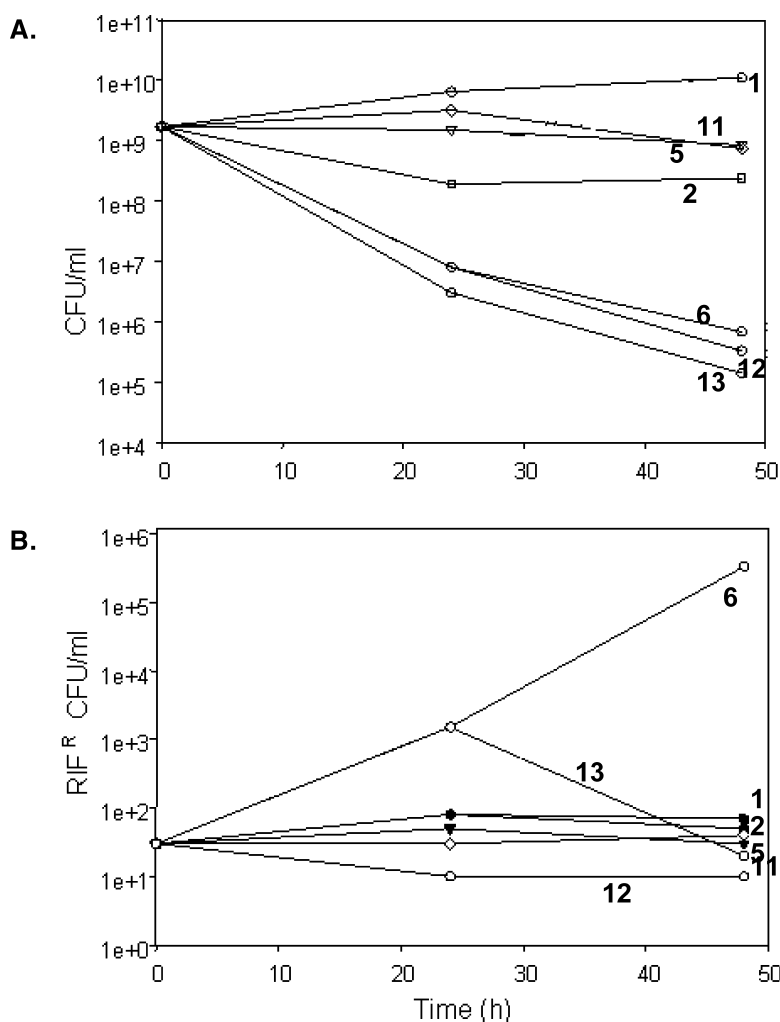 A.
1e+11
1e+10
1e+9
1e+8
1e+7
1e+6
1e+5
1e+4
CFU/ml
0 10 20 30 40 50
1
11
5
2
6
12
13
B.
1e+6
1e+5
1e+4
1e+3
1e+2
1e+1
1e+0
RIF R CFU/ml
0 10 20 30 40 50
Time (h)
6
13
1
2
5
11
12